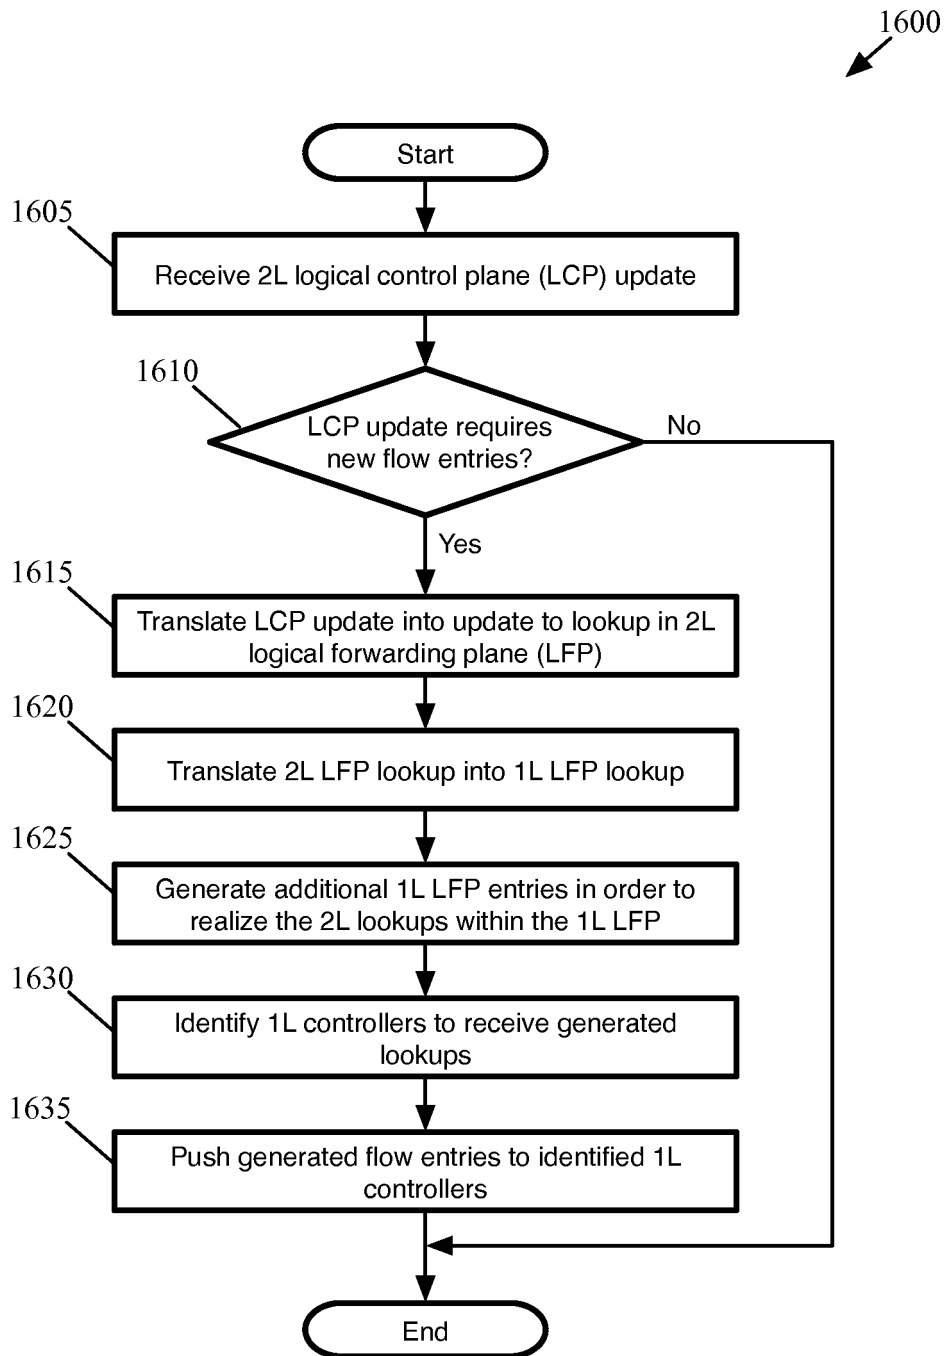 1600
Start
1605
Receive 2L logical control plane (LCP) update
1610
LCP update requires
new flow entries?
No
Yes
1615
Translate LCP update into update to lookup in 2L
logical forwarding plane (LFP)
1620
Translate 2L LFP lookup into 1L LFP lookup
1625
Generate additional 1L LFP entries in order to
realize the 2L lookups within the 1L LFP
1630
Identify 1L controllers to receive generated
lookups
1635
Push generated flow entries to identified 1L
controllers
End